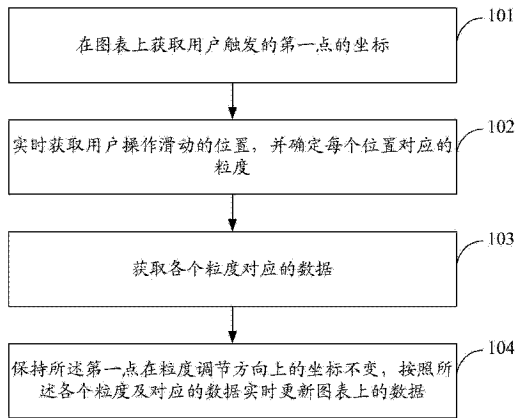 101
在图表上获取用户触发的第一点的坐标
102
实时获取用户操作滑动的位置，并确定每个位置对应的
粒度
103
获取各个粒度对应的数据
104
保持所述第一点在粒度调节方向上的坐标不变，按照所
述各个粒度及对应的数据实时更新图表上的数据